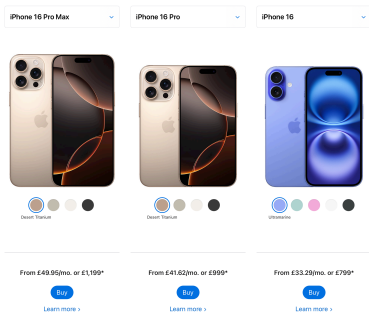 iPhone 16 Pro Max
iPhone 16 Pro
iPhone 16
Desert Titanium
Desert Titanium
Ultramarine
From £49.95/mo. or £1,199*
From £41.62/mo. or £999*
From £33.29/mo. or £799*
Buy
Buy
Buy
Learn more >
Learn more >
Learn more >